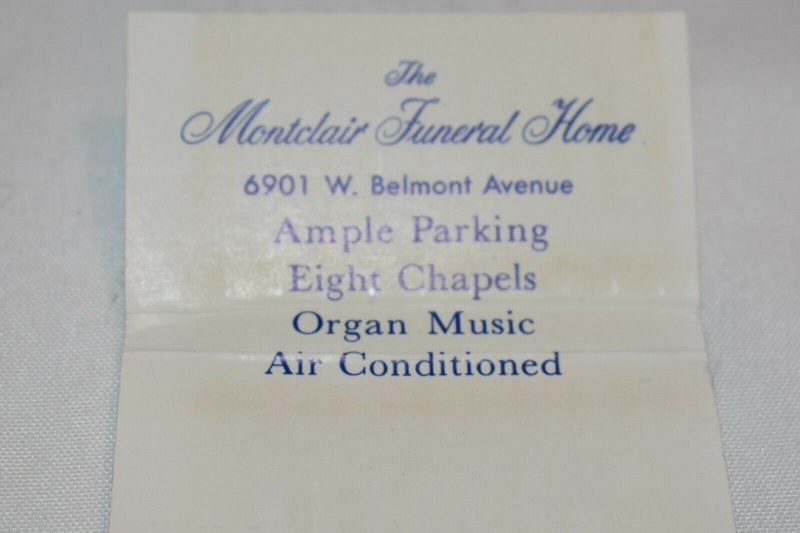 The
Montclair Funeral Home
6901 W. Belmont Avenue
Ample Parking
Eight Chapels
Organ Music
Air Conditioned